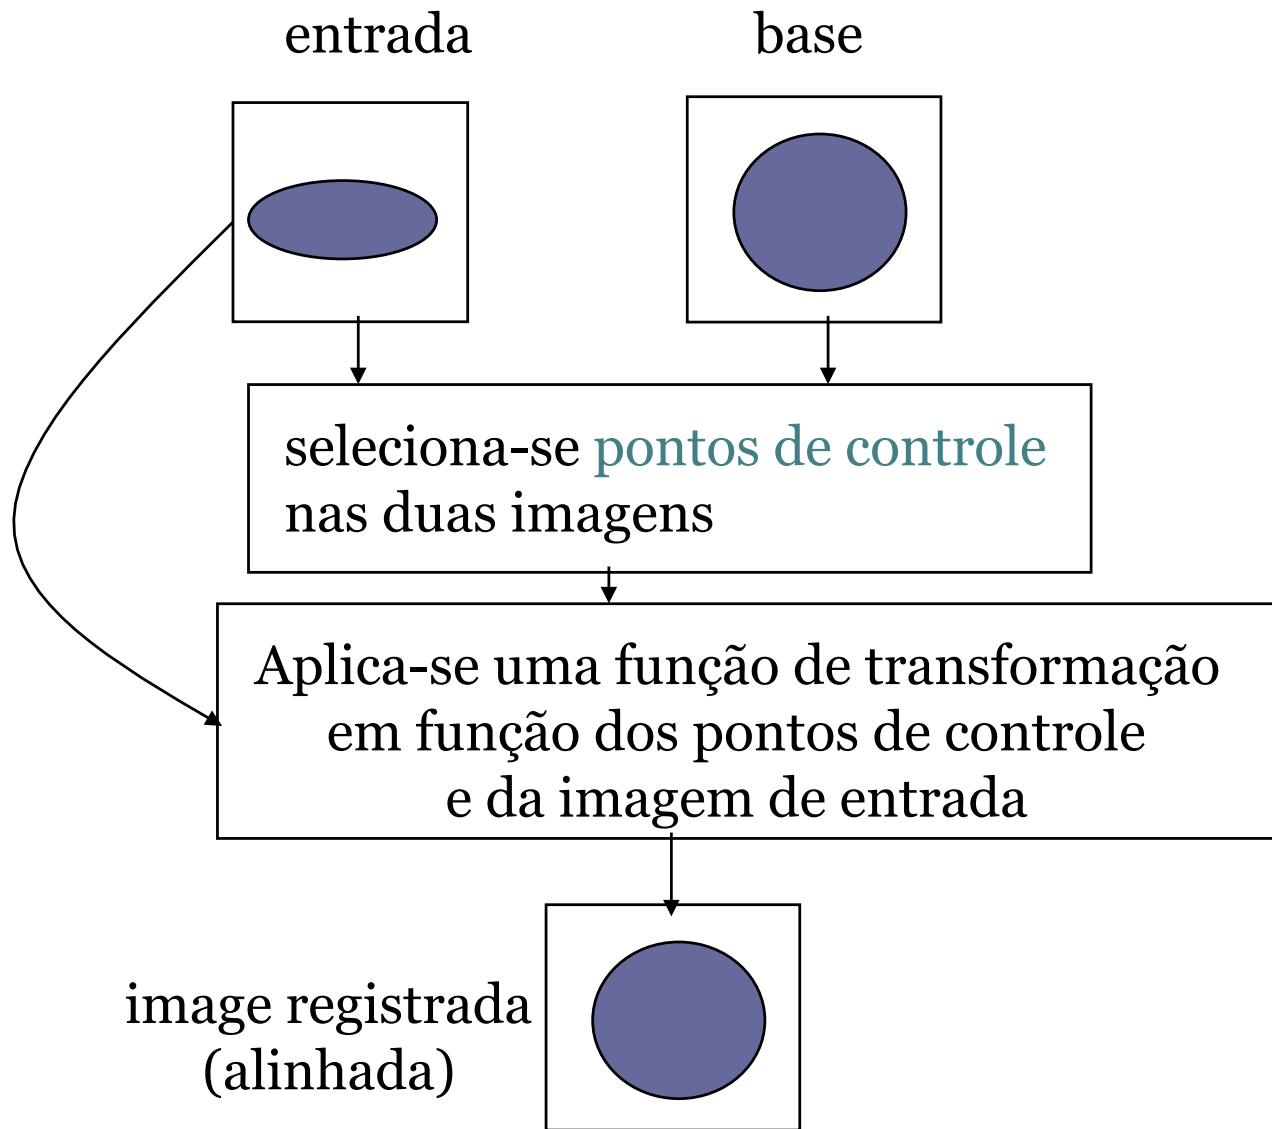 entrada
base
seleciona-se pontos de controle
nas duas imagens
Aplica-se uma função de transformação
em função dos pontos de controle
e da imagem de entrada
image registrada
(alinhada)